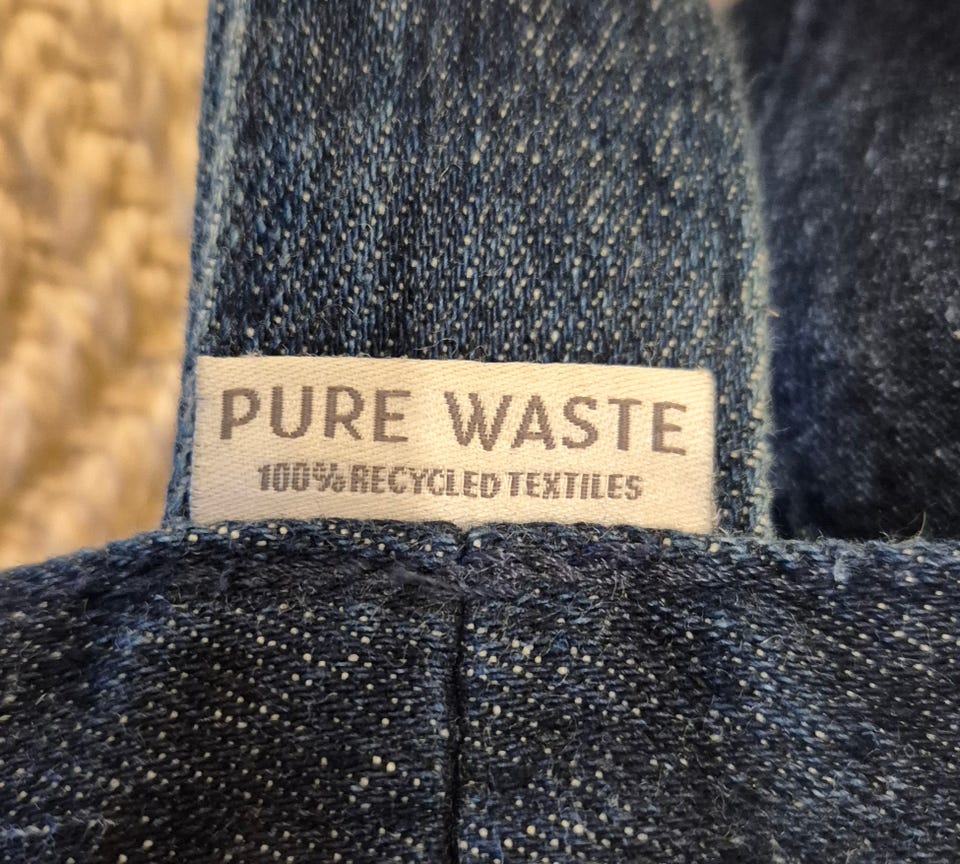 PURE WASTE
100% RECYCLED TEXTILES